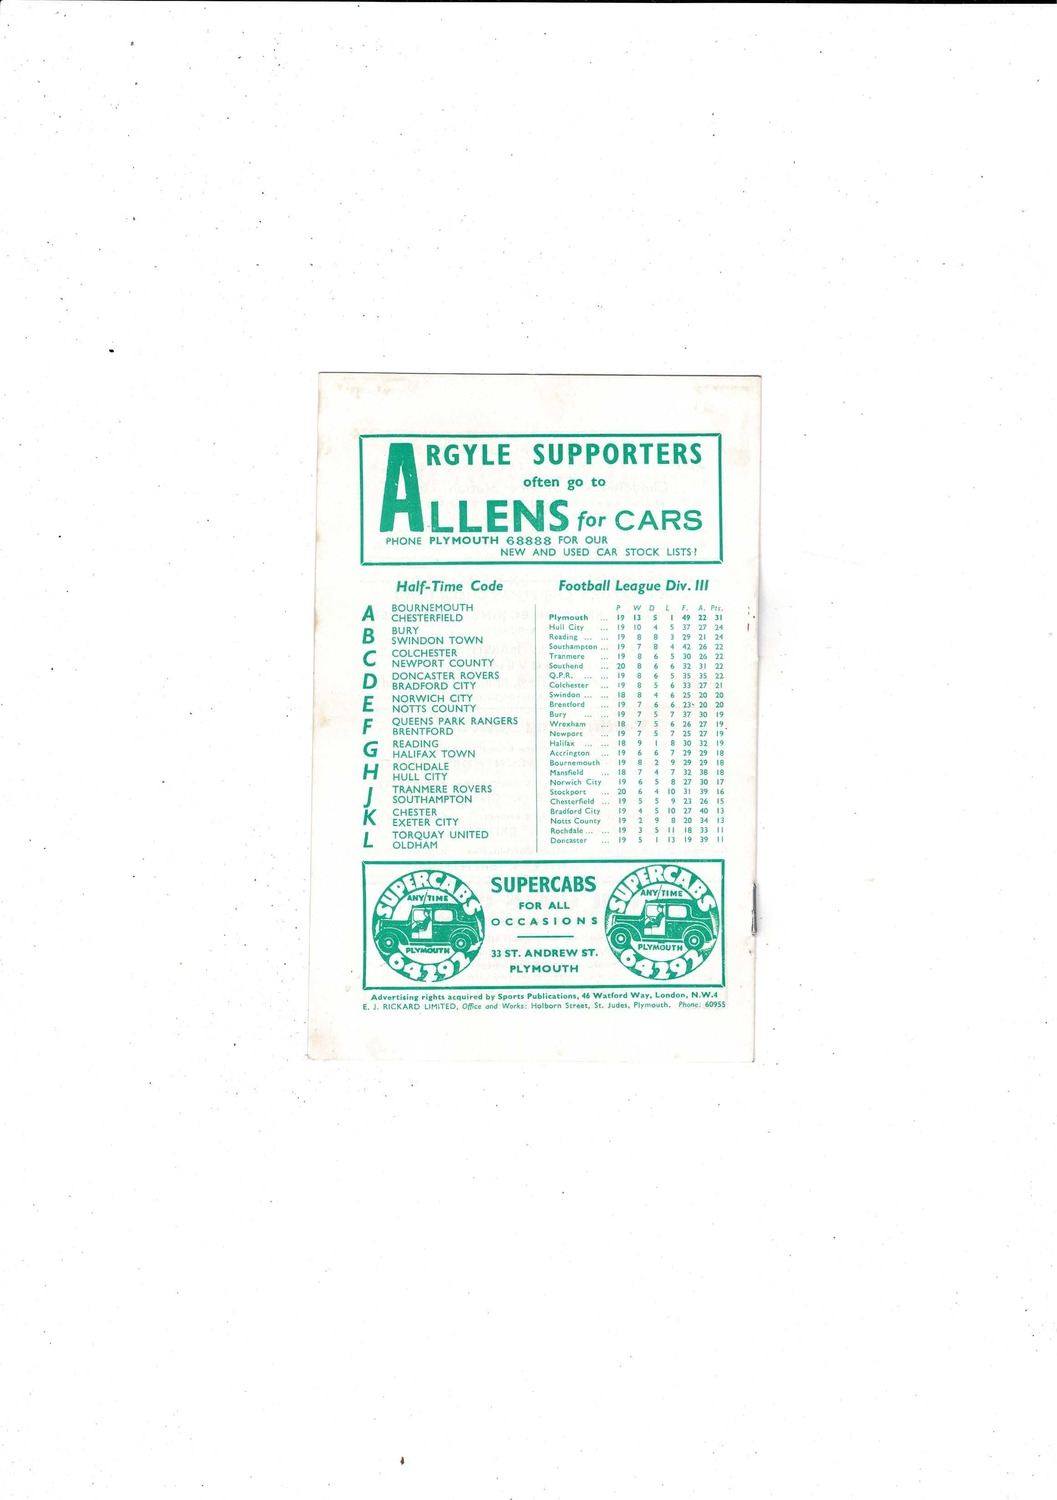 ARGYLE SUPPORTERS
often go to
ALLENS for CARS
PHONE PLYMOUTH 68888 FOR OUR
NEW AND USED CAR STOCK LISTS!
Half-Time Code
A BOURNEMOUTH
CHESTERFIELD
B BURY
SWINDON TOWN
C COLCHESTER
NEWPORT COUNTY
D DONCASTER ROVERS
BRADFORD CITY
E NORWICH CITY
NOTTS COUNTY
F QUEENS PARK RANGERS
BRENTFORD
G READING
HALIFAX TOWN
H ROCHDALE
HULL CITY
J TRANMERE ROVERS
SOUTHAMPTON
K CHESTER
EXETER CITY
L TORQUAY UNITED
OLDHAM
Football League Div. III
P W D L F. A. Pts.
Plymouth ... 19 13 5 1 49 22 31
Hull City ... 19 10 4 5 37 27 24
Reading ... ... 19 8 8 3 29 21 24
Southampton ... 19 7 8 4 42 26 22
Tranmere ... 19 8 6 5 30 26 22
Southend ... 20 8 6 6 32 31 22
Q.P.R. ... ... 19 8 6 5 35 35 22
Colchester ... 19 8 5 6 33 27 21
Swindon ... ... 18 8 4 6 25 20 20
Brentford ... 19 7 6 6 23 20 20
Bury ... ... 19 7 5 7 37 30 19
Wrexham ... 18 7 5 6 26 27 19
Newport ... 19 7 5 7 25 27 19
Halifax ... ... 18 9 1 8 30 32 19
Accrington ... 19 6 6 7 29 29 18
Bournemouth ... 19 8 2 9 29 29 18
Mansfield ... 18 7 4 7 32 38 18
Norwich City 19 6 5 8 27 30 17
Stockport ... 20 6 4 10 31 39 16
Chesterfield ... 19 5 5 9 23 26 15
Bradford City 19 4 5 10 27 40 13
Notts County 19 2 9 8 20 34 13
Rochdale ... ... 19 3 5 11 18 33 11
Doncaster ... 19 5 1 13 19 39 11
SUPERCABS
ANY TIME
PLYMOUTH
64292
SUPERCABS
FOR ALL
OCCASIONS
33 ST. ANDREW ST.
PLYMOUTH
SUPERCABS
ANY TIME
PLYMOUTH
64292
Advertising rights acquired by Sports Publications, 46 Watford Way, London, N.W.4
E. J. RICKARD LIMITED, Office and Works: Holborn Street, St. Judes, Plymouth. Phone: 60955